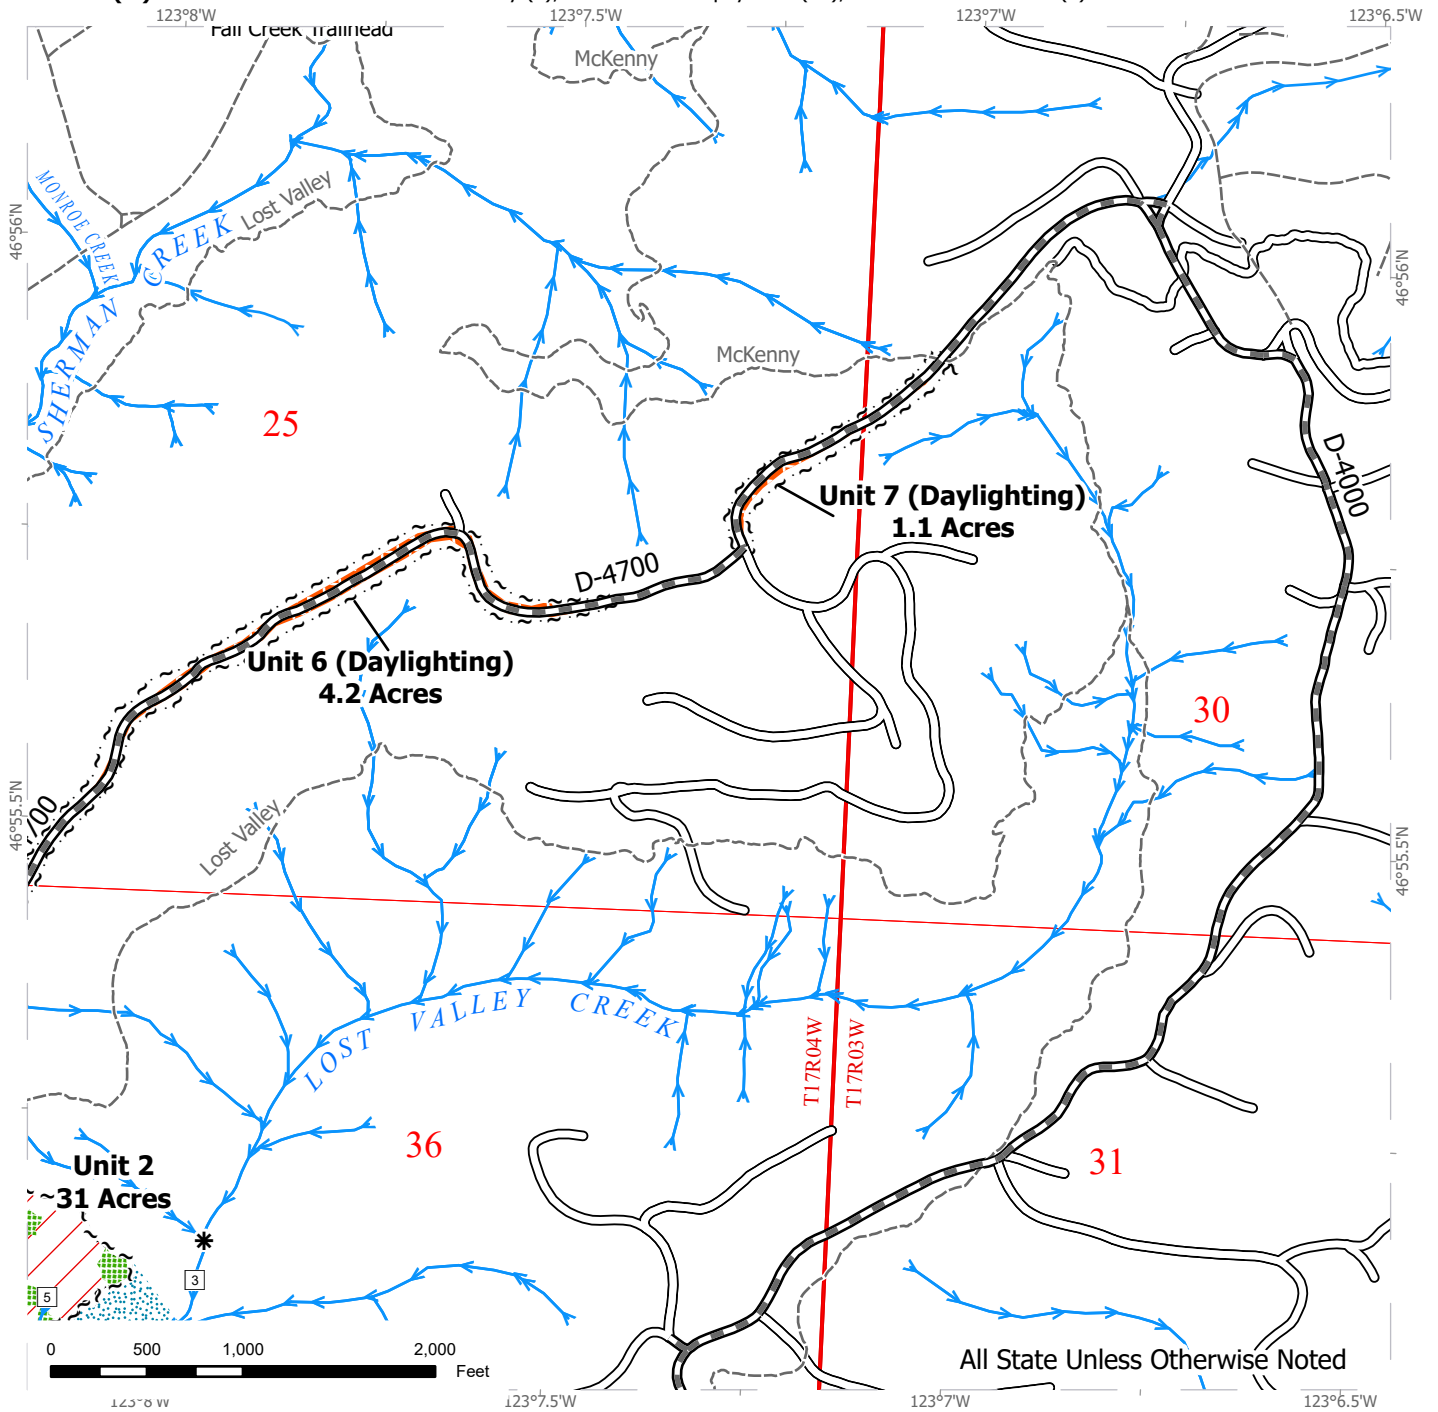 123°8'W
123°7.5'W
123°7'W
123°6.5'W
Fall Creek Trailhead
McKenny
MONROE CREEK
Lost Valley
46°56'N
46°56'N
SHERMAN CREEK
McKenny
25
D-4000
Unit 7 (Daylighting)
1.1 Acres
D-4700
Unit 6 (Daylighting)
4.2 Acres
30
46°55.5'N
700
Lost Valley
46°55.5'N
LOST VALLEY CREEK
T17R04W
T17R03W
36
31
Unit 2
31 Acres
3
5
0 500 1,000 2,000
Feet
All State Unless Otherwise Noted
123°8'W
123°7.5'W
123°7'W
123°6.5'W